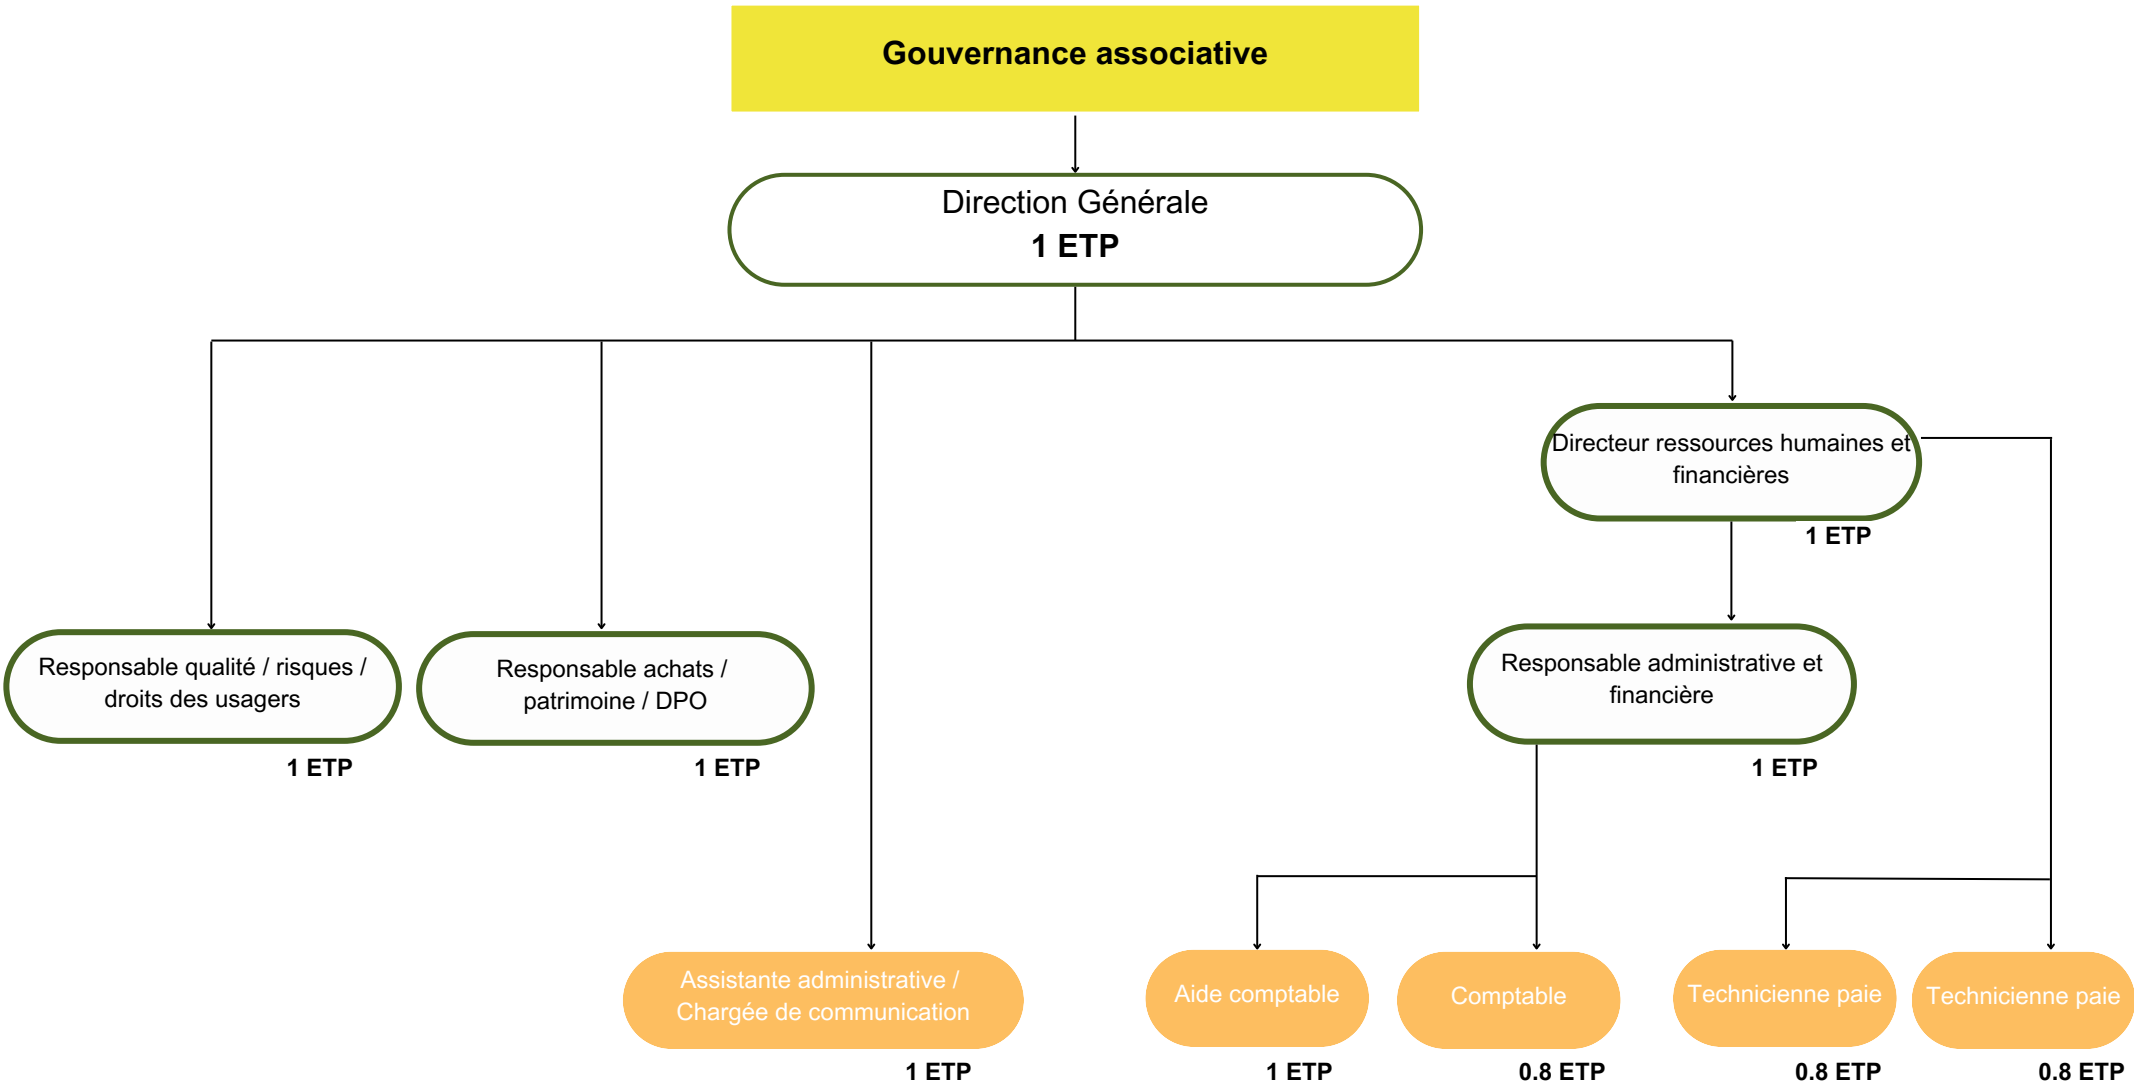 Gouvernance associative
Direction Générale
1 ETP
Directeur ressources humaines et
financières
1 ETP
Responsable qualité / risques /
droits des usagers
1 ETP
Responsable achats /
patrimoine / DPO
1 ETP
Responsable administrative et
financière
1 ETP
Assistante administrative /
Chargée de communication
1 ETP
Aide comptable
1 ETP
Comptable
0.8 ETP
Technicienne paie
0.8 ETP
Technicienne paie
0.8 ETP